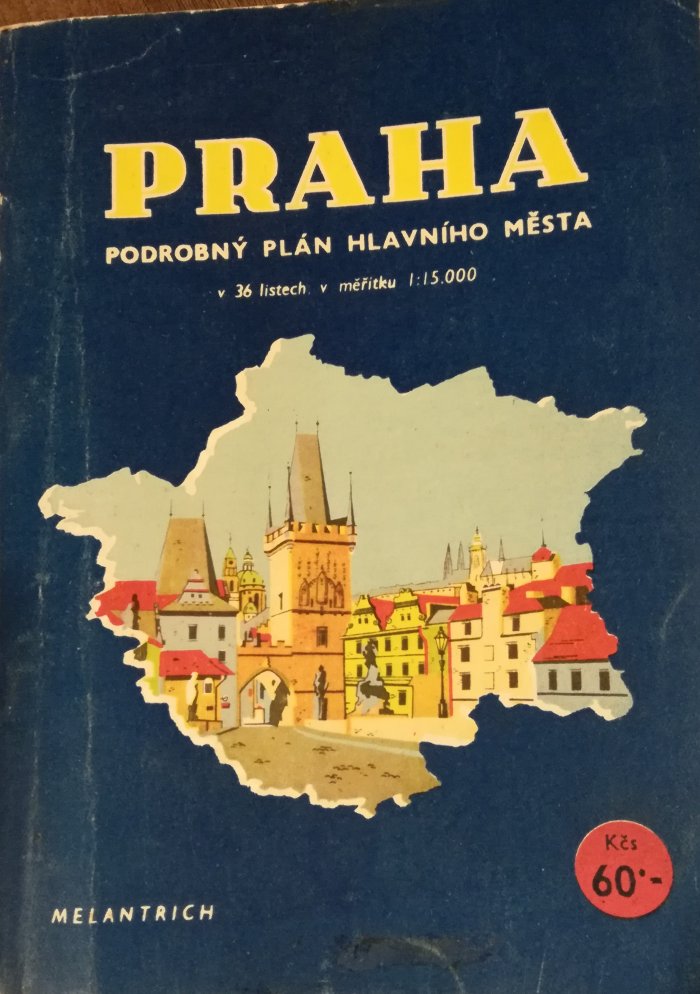 PRAHA
PODROBNÝ PLÁN HLAVNÍHO MĚSTA
v 36 listech v měřítku 1:15.000
Kčs
60·-
MELANTRICH